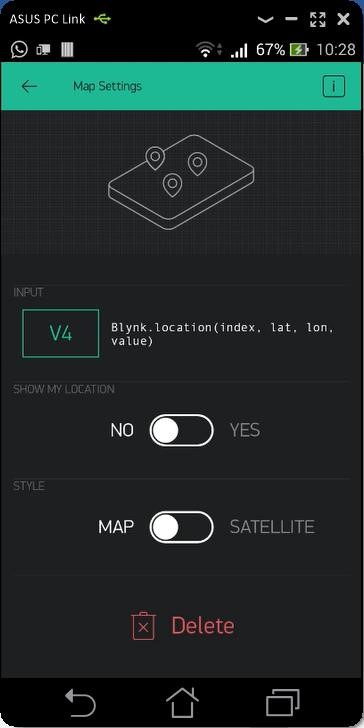 ASUS PC Link
67% 10:28
Map Settings
i
INPUT
V4
Blynk.location(index, lat, lon,
value)
SHOW MY LOCATION
NO YES
STYLE
MAP SATELLITE
Delete